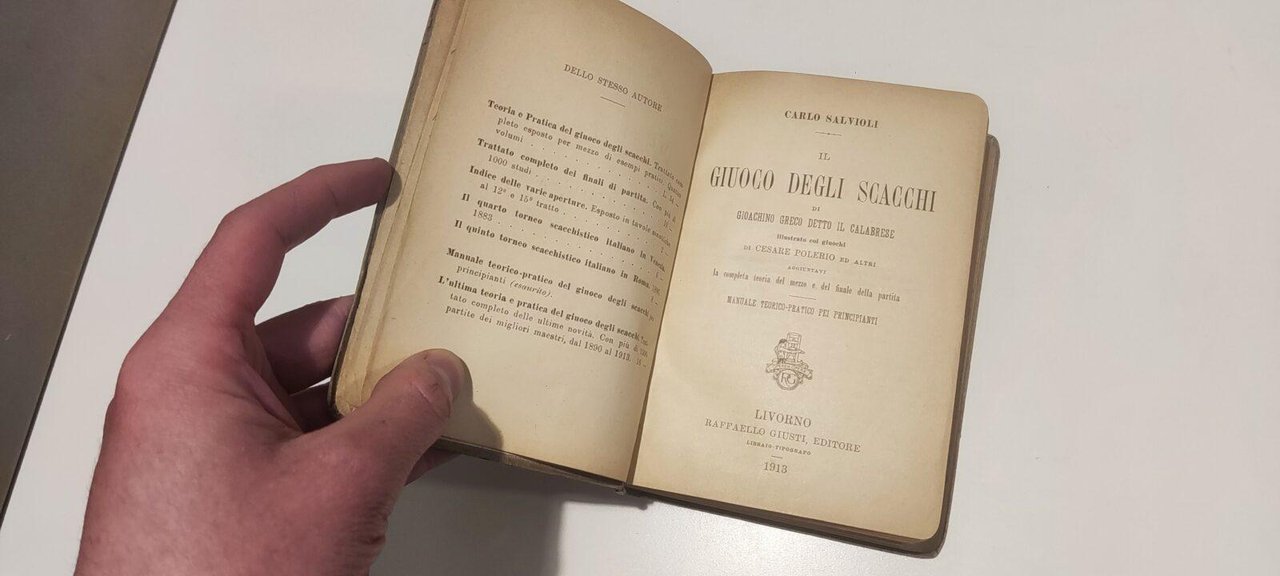 DELLO STESSO AUTORE
Teoria e Pratica del giuoco degli scacchi. Trattato com-
pleto esposto per mezzo di esempi pratici. Quattro
volumi . . . . . . . . . . L.
Trattato completo dei finali di partita. Con più di
1000 studi . . . . . . . . . .
Indice delle varie aperture. Esposto in tavole
al 12° e 15° tratto . . . . . . . . . .
Il quarto torneo scacchistico italiano in Venezia,
1883 . . . . . . . . . .
Il quinto torneo scacchistico italiano in Roma,
Manuale teorico-pratico del giuoco degli scacchi
principianti (esaurito).
L'ultima teoria e pratica del giuoco degli scacchi.
tato completo delle ultime novità. Con più di
partite dei migliori maestri, dal 1890 al 1913.
CARLO SALVIOLI
IL
GIUOCO DEGLI SCACCHI
DI
GIOACHINO GRECO DETTO IL CALABRESE
illustrato coi giuochi
DI CESARE POLERIO ED ALTRI
AGGIUNTAVI
la completa teoria del mezzo e del finale della partita
MANUALE TEORICO-PRATICO PEI PRINCIPIANTI
RG
LIVORNO
RAFFAELLO GIUSTI, EDITORE
LIBRAIO-TIPOGRAFO
1913